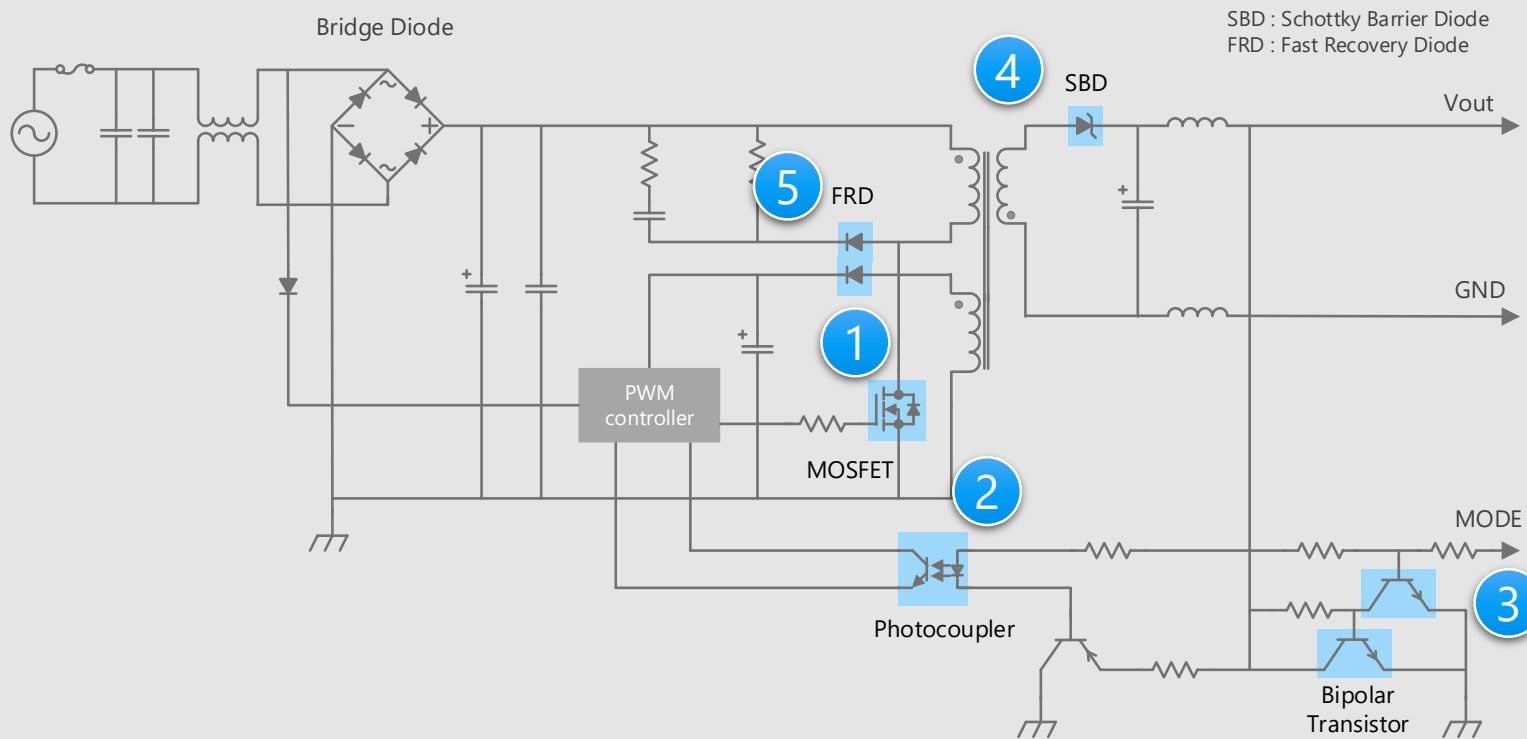 Bridge Diode
SBD : Schottky Barrier Diode
FRD : Fast Recovery Diode
4
SBD
Vout
5
FRD
GND
1
PWM
controller
MOSFET
2
MODE
3
Photocoupler
Bipolar
Transistor